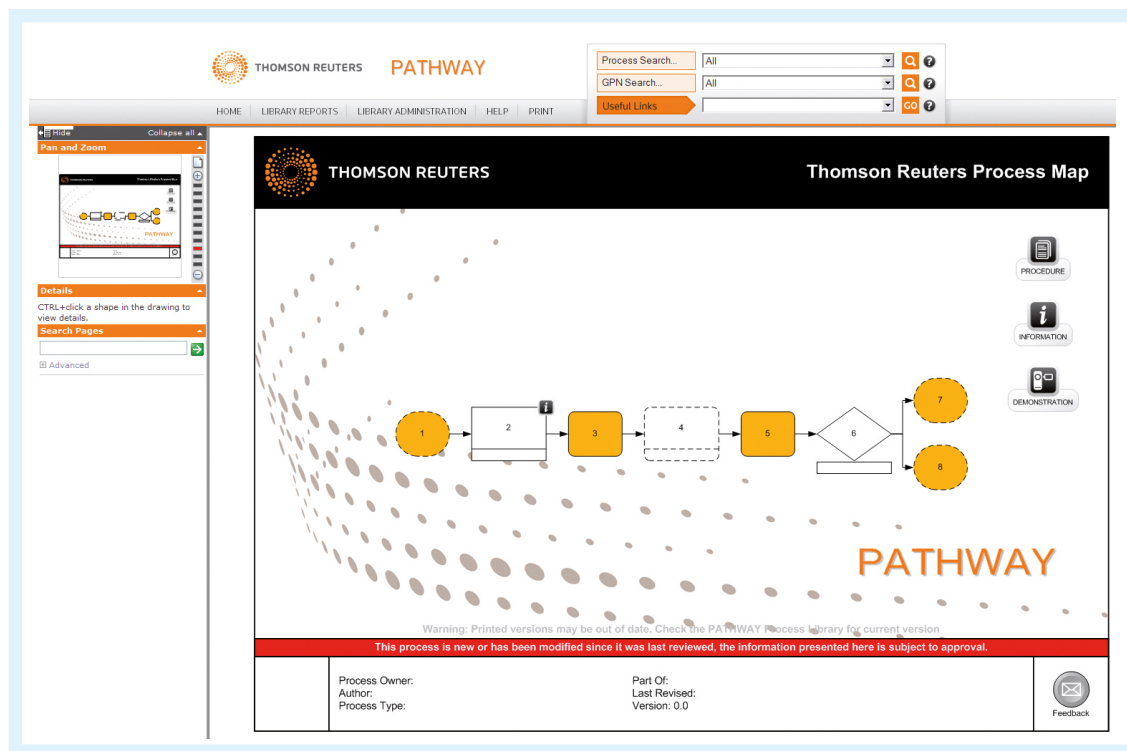 THOMSON REUTERS PATHWAY
Process Search... All
GPN Search... All
Useful Links GO
HOME LIBRARY REPORTS LIBRARY ADMINISTRATION HELP PRINT
Hide Collapse all
Pan and Zoom
PATHWAY
Details
CTRL+click a shape in the drawing to
view details.
Search Pages
Advanced
THOMSON REUTERS Thomson Reuters Process Map
PROCEDURE
INFORMATION
DEMONSTRATION
1
2
3
4
5
6
7
8
PATHWAY
Warning: Printed versions may be out of date. Check the PATHWAY Process Library for current version
This process is new or has been modified since it was last reviewed, the information presented here is subject to approval.
Process Owner: Part Of:
Author: Last Revised:
Process Type: Version: 0.0
Feedback